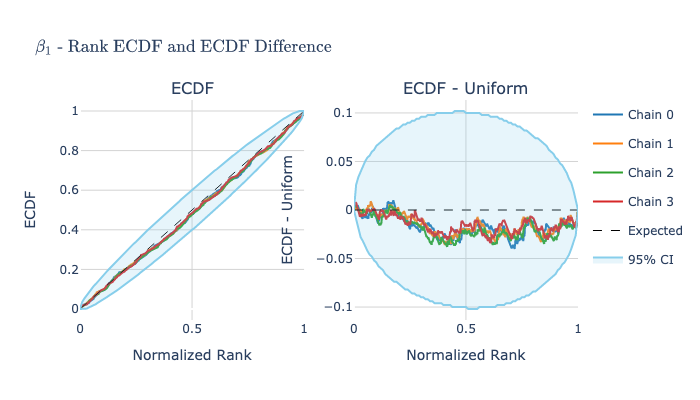 β₁ - Rank ECDF and ECDF Difference
ECDF
ECDF - Uniform
1
0.8
0.6
0.4
0.2
0
ECDF
0
0.5
1
Normalized Rank
0.1
0.05
0
−0.05
−0.1
ECDF - Uniform
0
0.5
1
Normalized Rank
Chain 0
Chain 1
Chain 2
Chain 3
Expected
95% CI